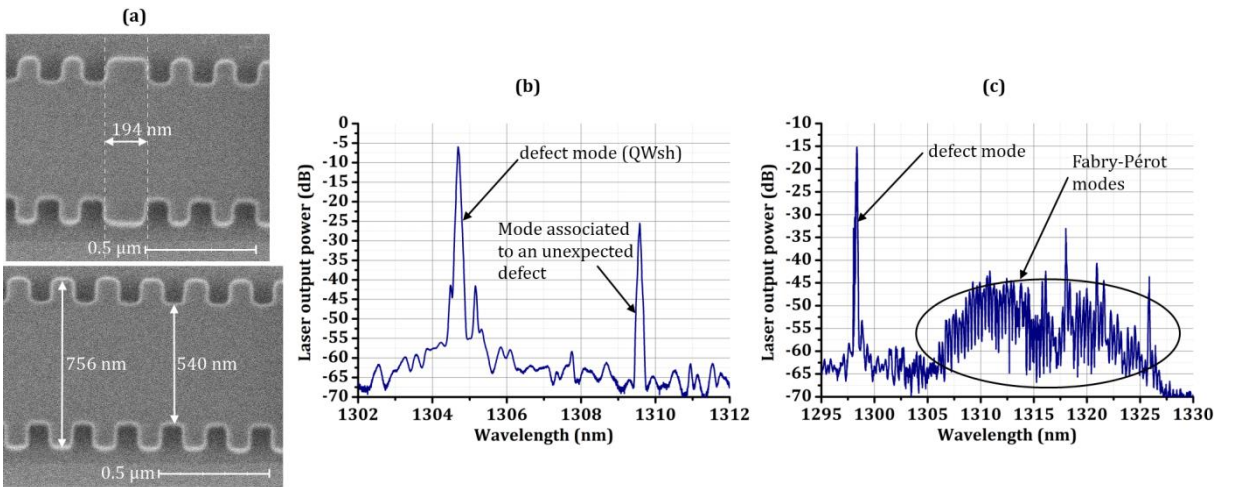 (a)
194 nm
0.5 µm
756 nm
540 nm
0.5 µm
(b)
Laser output power (dB)
0
-5
-10
-15
-20
-25
-30
-35
-40
-45
-50
-55
-60
-65
-70
defect mode (QWsh)
Mode associated
to an unexpected
defect
1302 1304 1306 1308 1310 1312
Wavelength (nm)
(c)
Laser output power (dB)
-10
-15
-20
-25
-30
-35
-40
-45
-50
-55
-60
-65
-70
defect mode
Fabry-Pérot
modes
1295 1300 1305 1310 1315 1320 1325 1330
Wavelength (nm)